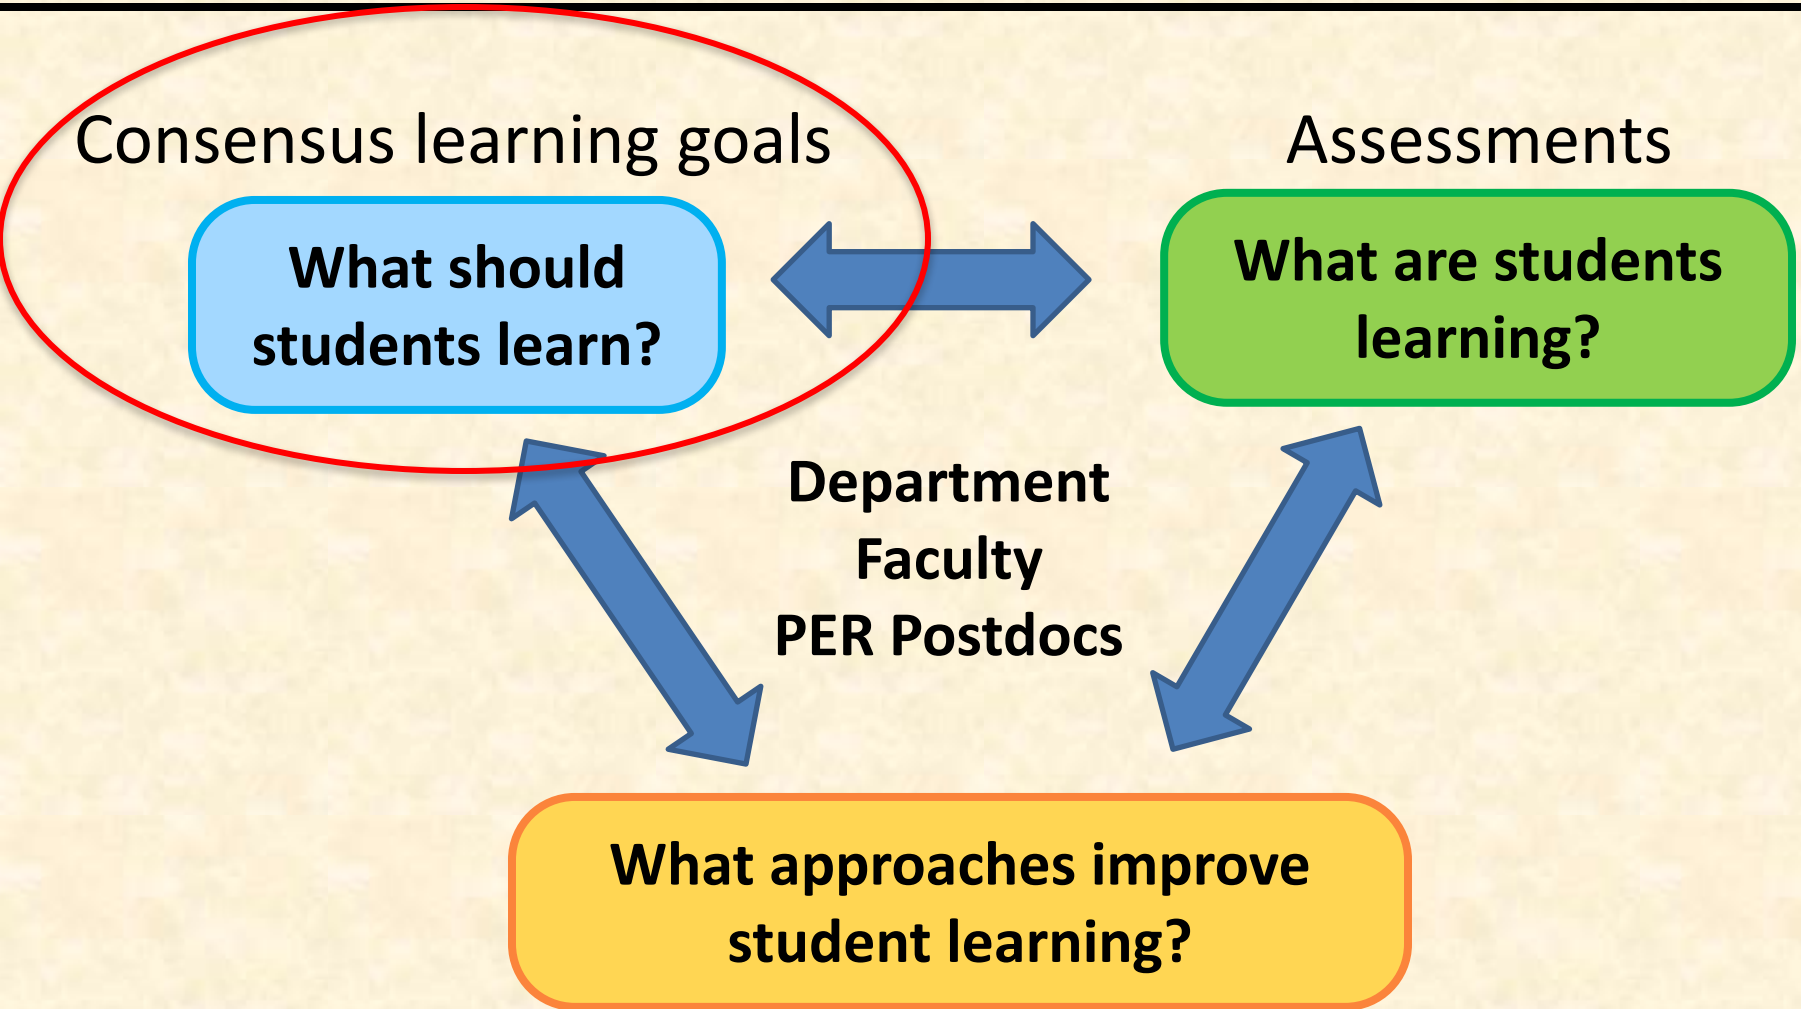 Consensus learning goals
Assessments
What should
students learn?
What are students
learning?
Department
Faculty
PER Postdocs
What approaches improve
student learning?